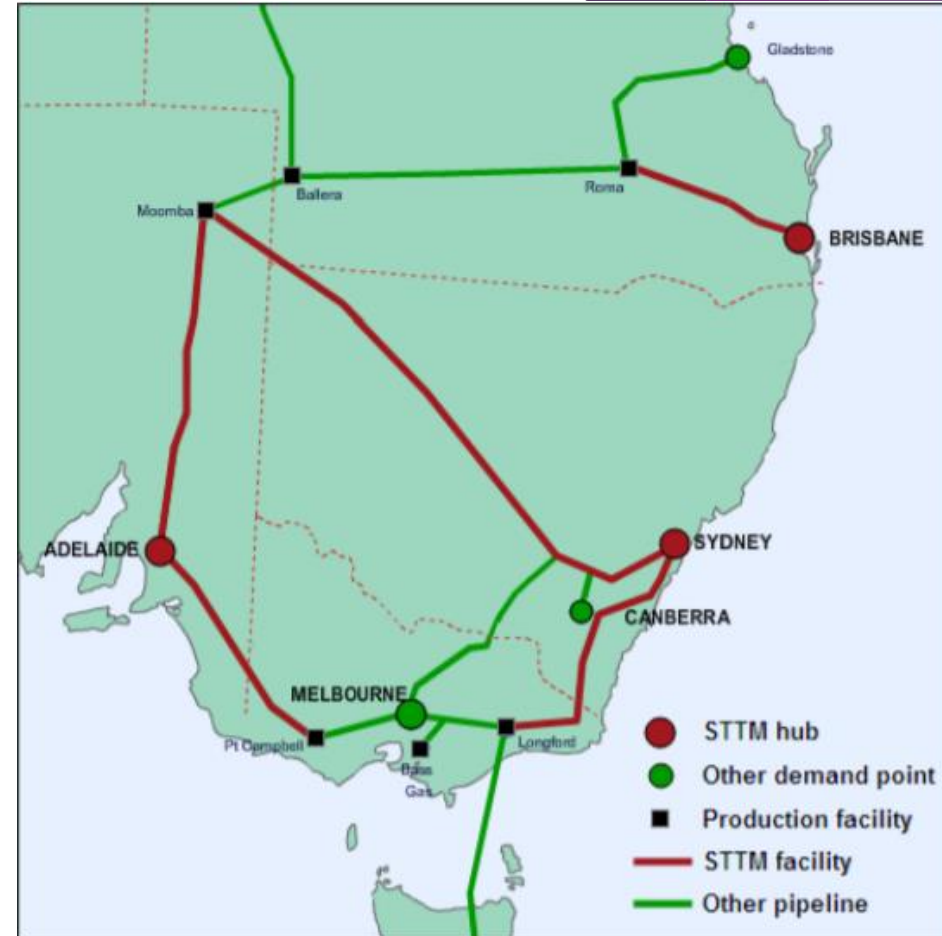 Gladstone
Ballera
Roma
Moomba
BRISBANE
ADELAIDE
SYDNEY
CANBERRA
MELBOURNE
Pt Campbell
Longford
Bass
Gas
STTM hub
Other demand point
Production facility
STTM facility
Other pipeline